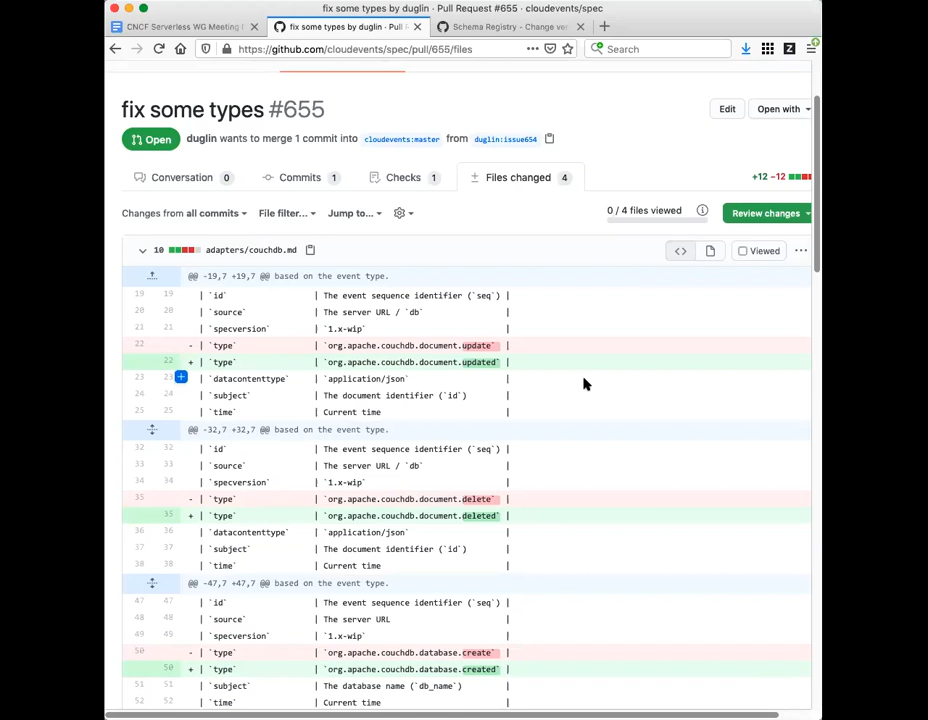 fix some types by duglin · Pull Request #655 · cloudevents/spec
CNCF Serverless WG Meeting
fix some types by duglin · Pull R
Schema Registry - Change ver
https://github.com/cloudevents/spec/pull/655/files
Search
fix some types #655
Edit
Open with
Open
duglin wants to merge 1 commit into cloudevents:master from duglin:issue654
Conversation 0
Commits 1
Checks 1
Files changed 4
+12 −12
Changes from all commits
File filter...
Jump to...
0 / 4 files viewed
Review changes
10 adapters/couchdb.md
Viewed
@@ -19,7 +19,7 @@ based on the event type.
19 19 | `id` | The event sequence identifier (`seq`) |
20 20 | `source` | The server URL / `db` |
21 21 | `specversion` | `1.x-wip` |
22 - | `type` | `org.apache.couchdb.document.update` |
22 + | `type` | `org.apache.couchdb.document.updated` |
23 23 + | `datacontenttype` | `application/json` |
24 24 | `subject` | The document identifier (`id`) |
25 25 | `time` | Current time |
@@ -32,7 +32,7 @@ based on the event type.
32 32 | `id` | The event sequence identifier (`seq`) |
33 33 | `source` | The server URL / `db` |
34 34 | `specversion` | `1.x-wip` |
35 - | `type` | `org.apache.couchdb.document.delete` |
35 + | `type` | `org.apache.couchdb.document.deleted` |
36 36 | `datacontenttype` | `application/json` |
37 37 | `subject` | The document identifier (`id`) |
38 38 | `time` | Current time |
@@ -47,7 +47,7 @@ based on the event type.
47 47 | `id` | The event sequence identifier (`seq`) |
48 48 | `source` | The server URL |
49 49 | `specversion` | `1.x-wip` |
50 - | `type` | `org.apache.couchdb.database.create` |
50 + | `type` | `org.apache.couchdb.database.created` |
51 51 | `subject` | The database name (`db_name`) |
52 52 | `time` | Current time |